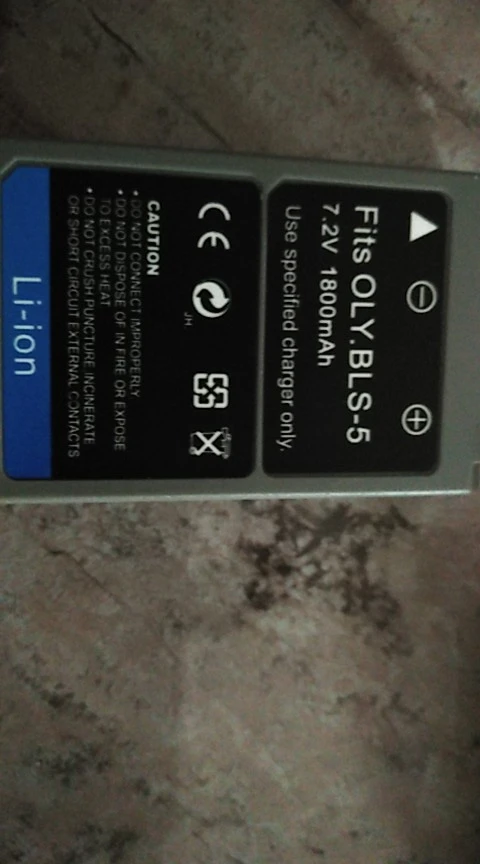 Fits OLY.BLS-5
7.2V 1800mAh
Use specified charger only.
CE
JH.
CAUTION
• DO NOT CONNECT IMPROPERLY
• DO NOT DISPOSE OF IN FIRE OR EXPOSE
TO EXCESS HEAT
• DO NOT CRUSH PUNCTURE, INCINERATE
OR SHORT CIRCUIT EXTERNAL CONTACTS
Li-ion